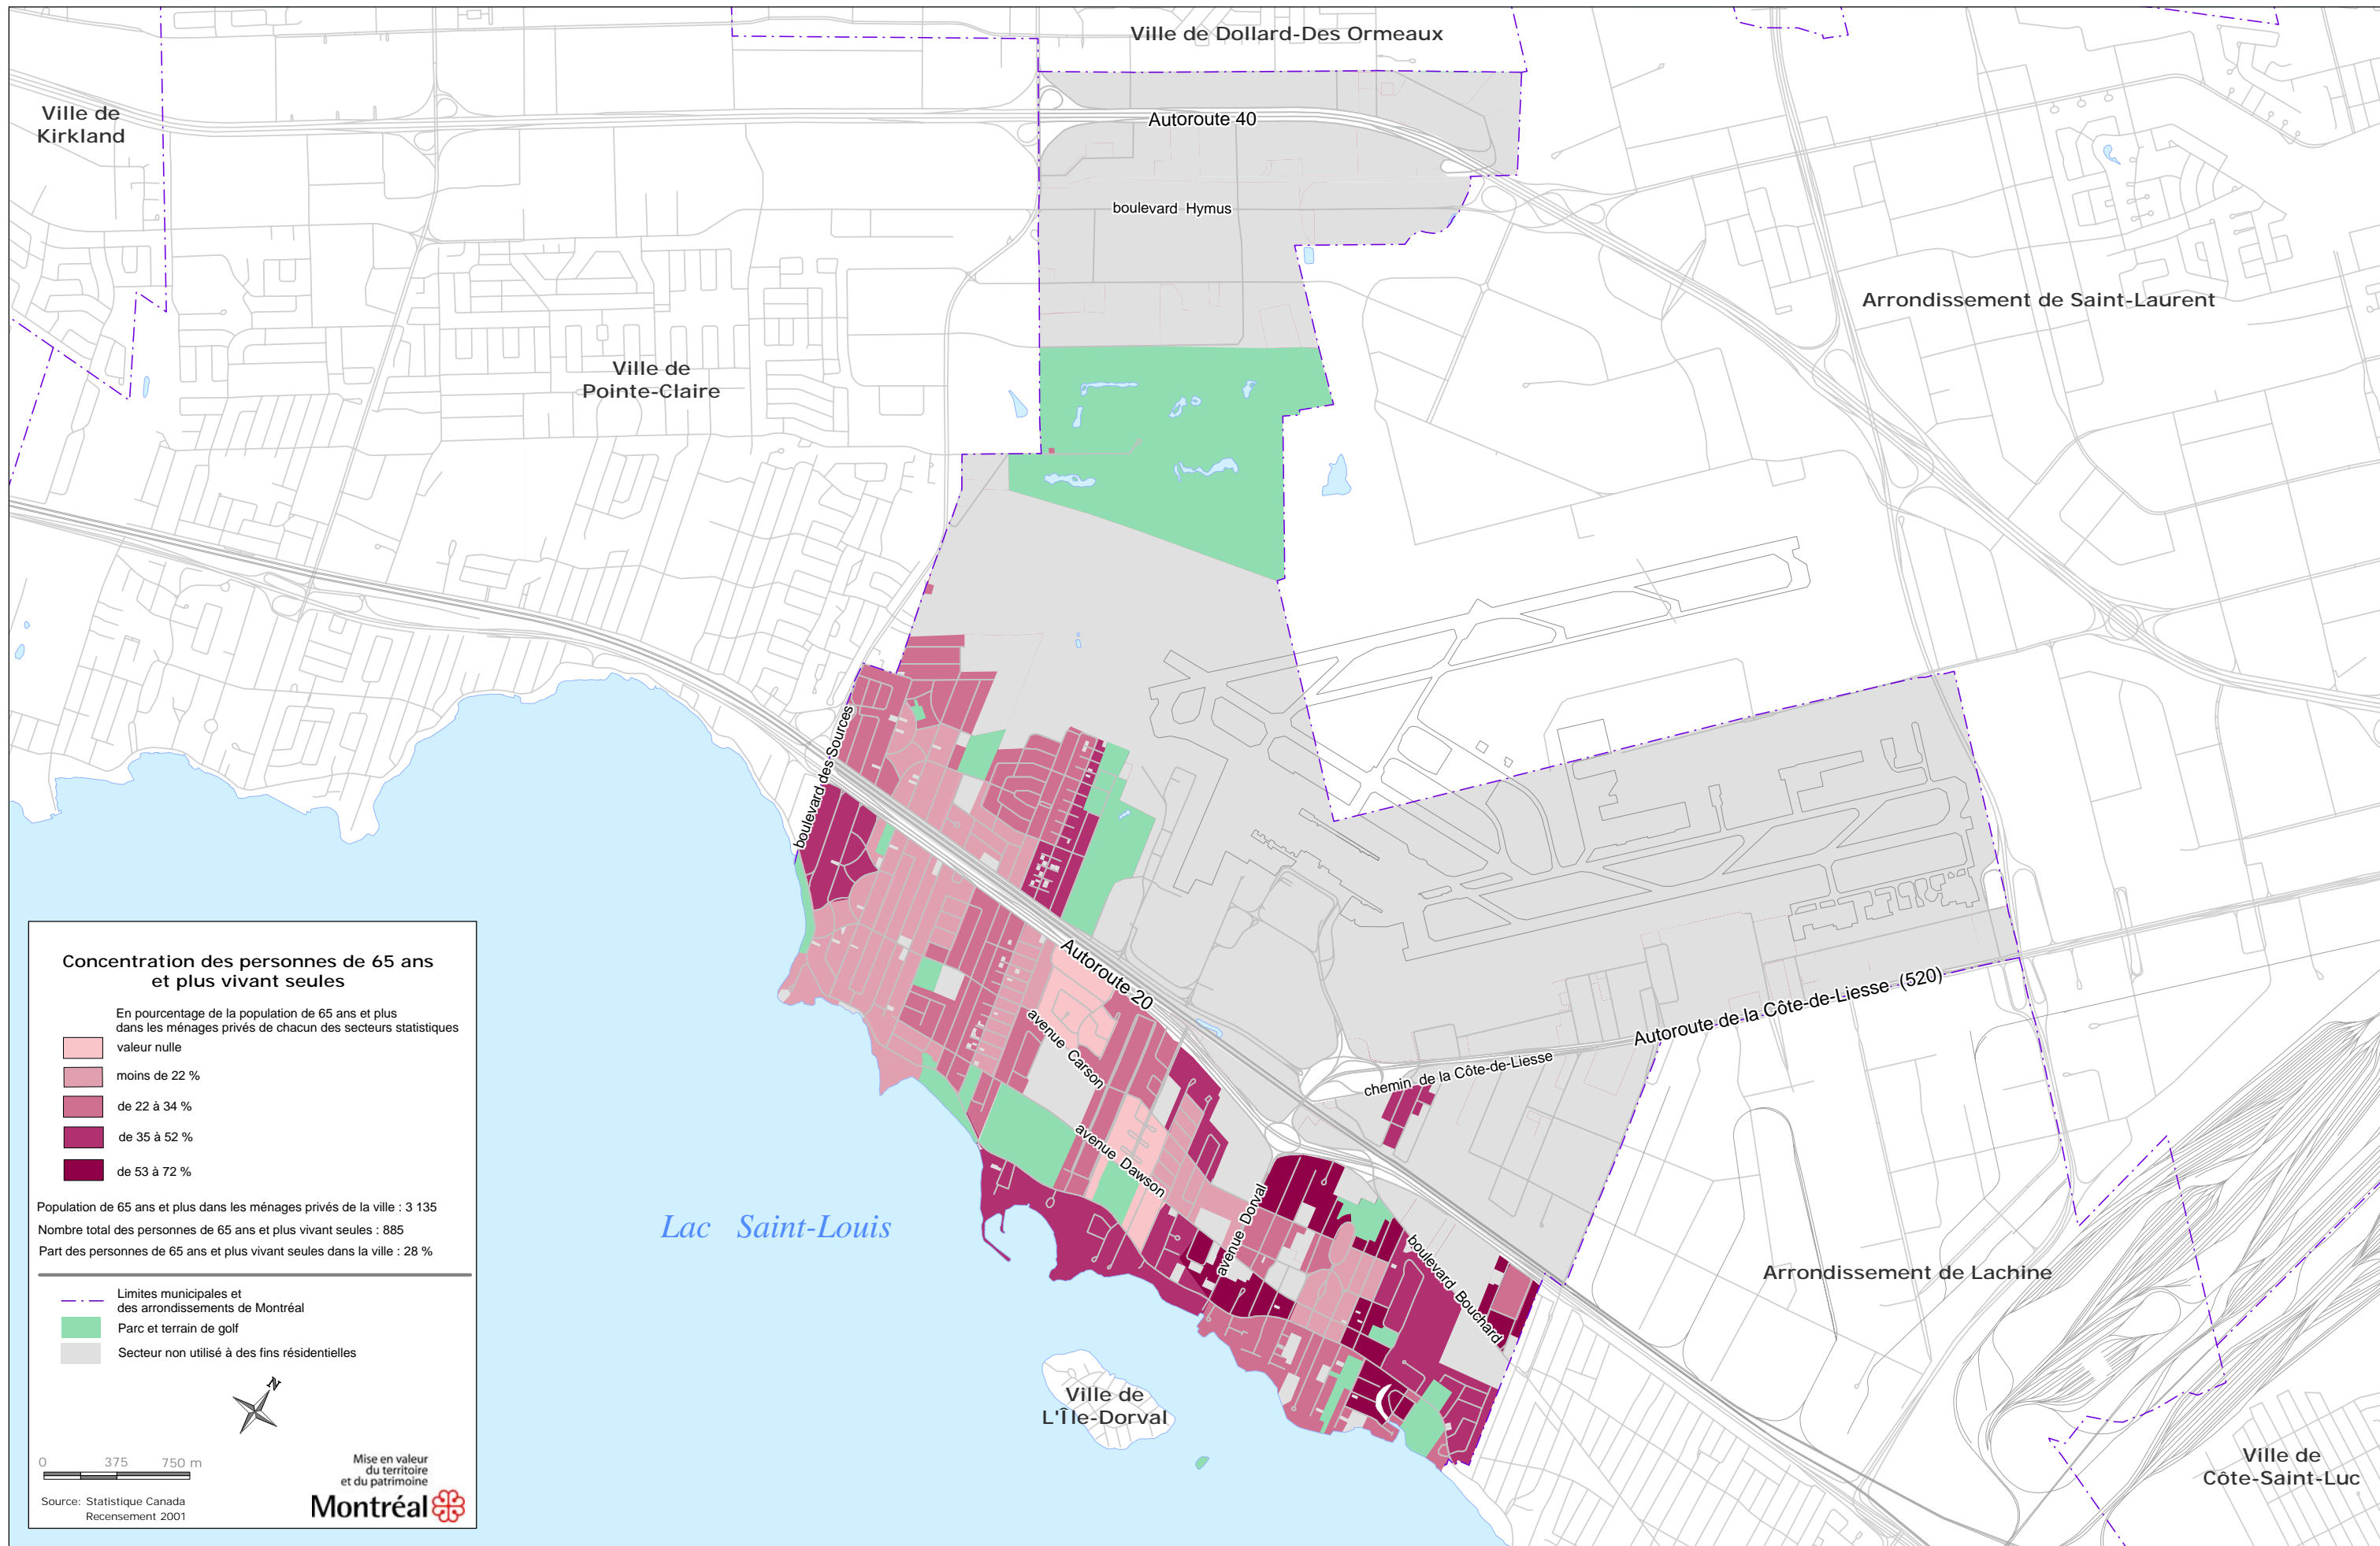 Ville de Dollard-Des Ormeaux
Ville de
Kirkland
Autoroute 40
boulevard Hymus
Arrondissement de Saint-Laurent
Ville de
Pointe-Claire
boulevard des Sources
Autoroute 20
avenue Carson
avenue Dawson
avenue Dorval
boulevard Bouchard
chemin de la Côte-de-Liesse
Autoroute de la Côte-de-Liesse (520)
Lac Saint-Louis
Arrondissement de Lachine
Ville de
L'Île-Dorval
Ville de
Côte-Saint-Luc
Concentration des personnes de 65 ans
et plus vivant seules
En pourcentage de la population de 65 ans et plus
dans les ménages privés de chacun des secteurs statistiques
valeur nulle
moins de 22 %
de 22 à 34 %
de 35 à 52 %
de 53 à 72 %
Population de 65 ans et plus dans les ménages privés de la ville : 3 135
Nombre total des personnes de 65 ans et plus vivant seules : 885
Part des personnes de 65 ans et plus vivant seules dans la ville : 28 %
Limites municipales et
des arrondissements de Montréal
Parc et terrain de golf
Secteur non utilisé à des fins résidentielles
N
0 375 750 m
Mise en valeur
du territoire
et du patrimoine
Montréal
Source: Statistique Canada
Recensement 2001